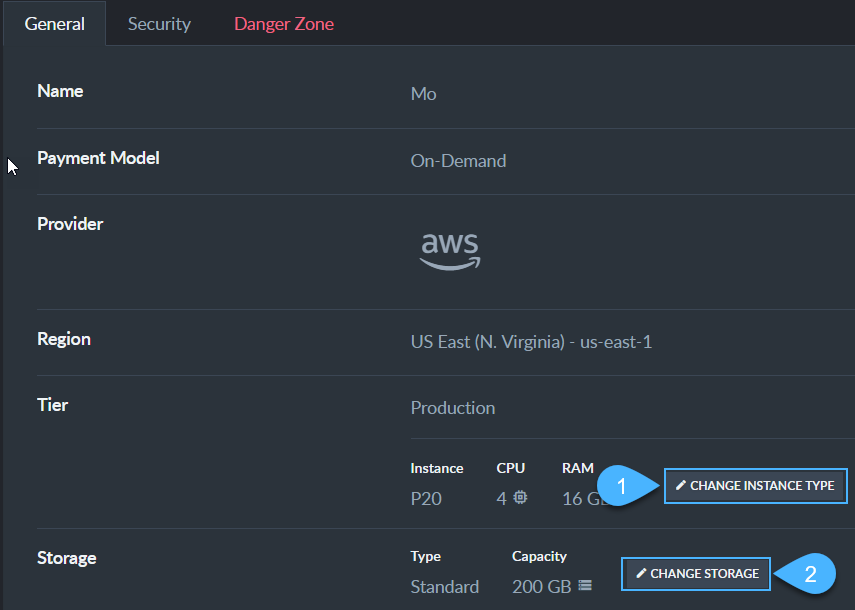 General Security Danger Zone
Name Mo
Payment Model On-Demand
Provider aws
Region US East (N. Virginia) - us-east-1
Tier Production
Instance CPU RAM
P20 4 16 1 CHANGE INSTANCE TYPE
Storage Type Capacity
Standard 200 GB CHANGE STORAGE 2